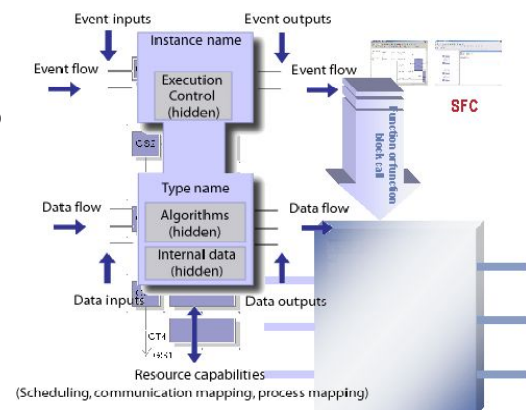 Event inputs
Event outputs
Instance name
Event flow
Event flow
Execution
Control
(hidden)
SFC
Function or function
block call
Type name
Data flow
Algorithms
(hidden)
Data flow
Internal data
(hidden)
Data inputs
Data outputs
Resource capabilities
(Scheduling, communication mapping, process mapping)